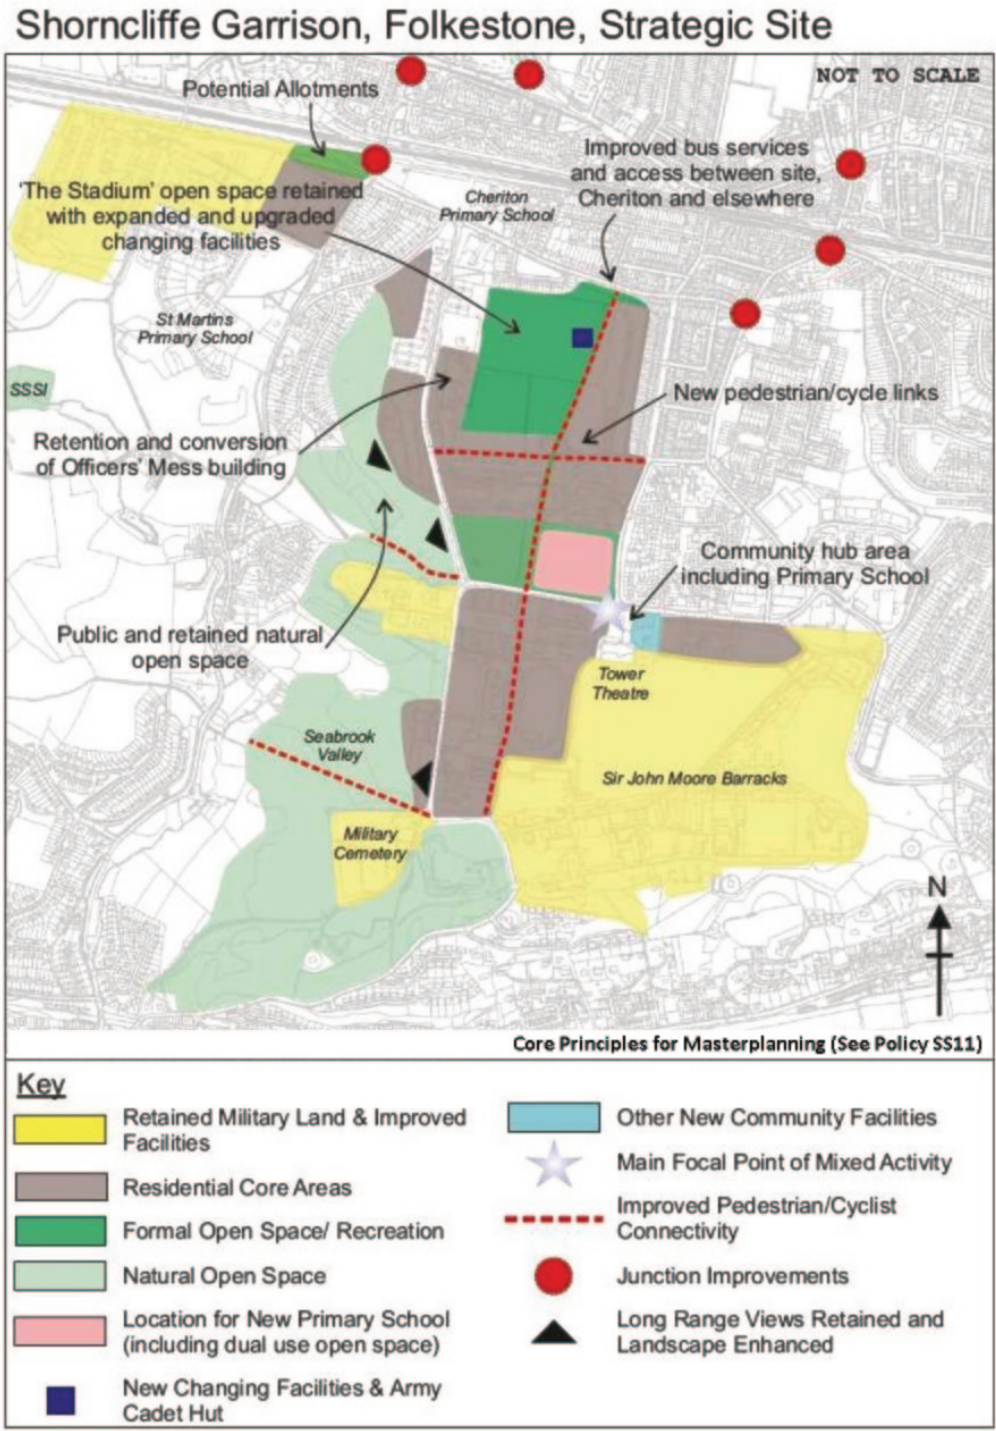 Shorncliffe Garrison, Folkestone, Strategic Site
NOT TO SCALE
Potential Allotments
Improved bus services
and access between site,
Cheriton and elsewhere
'The Stadium' open space retained
with expanded and upgraded
changing facilities
Cheriton
Primary School
St Martins
Primary School
SSSI
New pedestrian/cycle links
Retention and conversion
of Officers' Mess building
Community hub area
including Primary School
Public and retained natural
open space
Tower
Theatre
Seabrook
Valley
Sir John Moore Barracks
Military
Cemetery
N
Core Principles for Masterplanning (See Policy SS11)
Key
Retained Military Land & Improved
Facilities
Residential Core Areas
Formal Open Space/ Recreation
Natural Open Space
Location for New Primary School
(including dual use open space)
New Changing Facilities & Army
Cadet Hut
Other New Community Facilities
Main Focal Point of Mixed Activity
Improved Pedestrian/Cyclist
Connectivity
Junction Improvements
Long Range Views Retained and
Landscape Enhanced